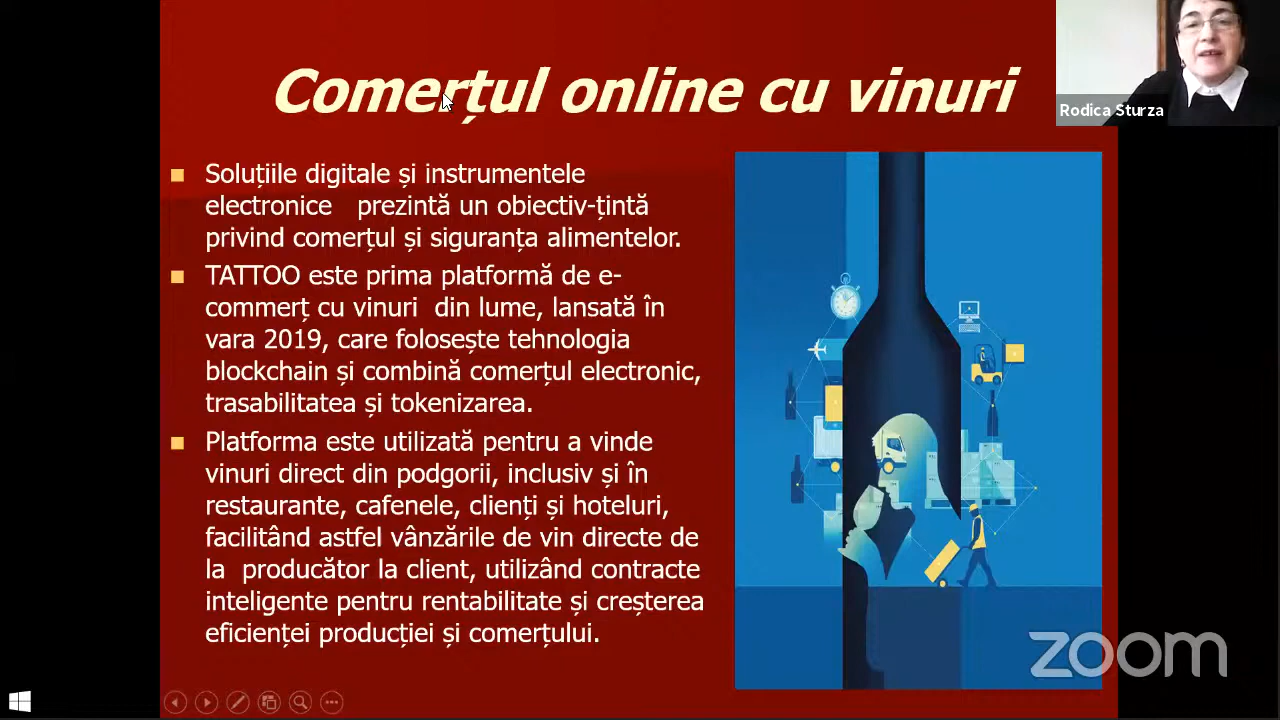 Comerțul online cu vinuri
Rodica Sturza
Soluțiile digitale și instrumentele
electronice prezintă un obiectiv-țintă
privind comerțul și siguranța alimentelor.
TATTOO este prima platformă de e-
commerț cu vinuri din lume, lansată în
vara 2019, care folosește tehnologia
blockchain și combină comerțul electronic,
trasabilitatea și tokenizarea.
Platforma este utilizată pentru a vinde
vinuri direct din podgorii, inclusiv și în
restaurante, cafenele, clienți și hoteluri,
facilitând astfel vânzările de vin directe de
la producător la client, utilizând contracte
inteligente pentru rentabilitate și creșterea
eficienței producției și comerțului.
zoom